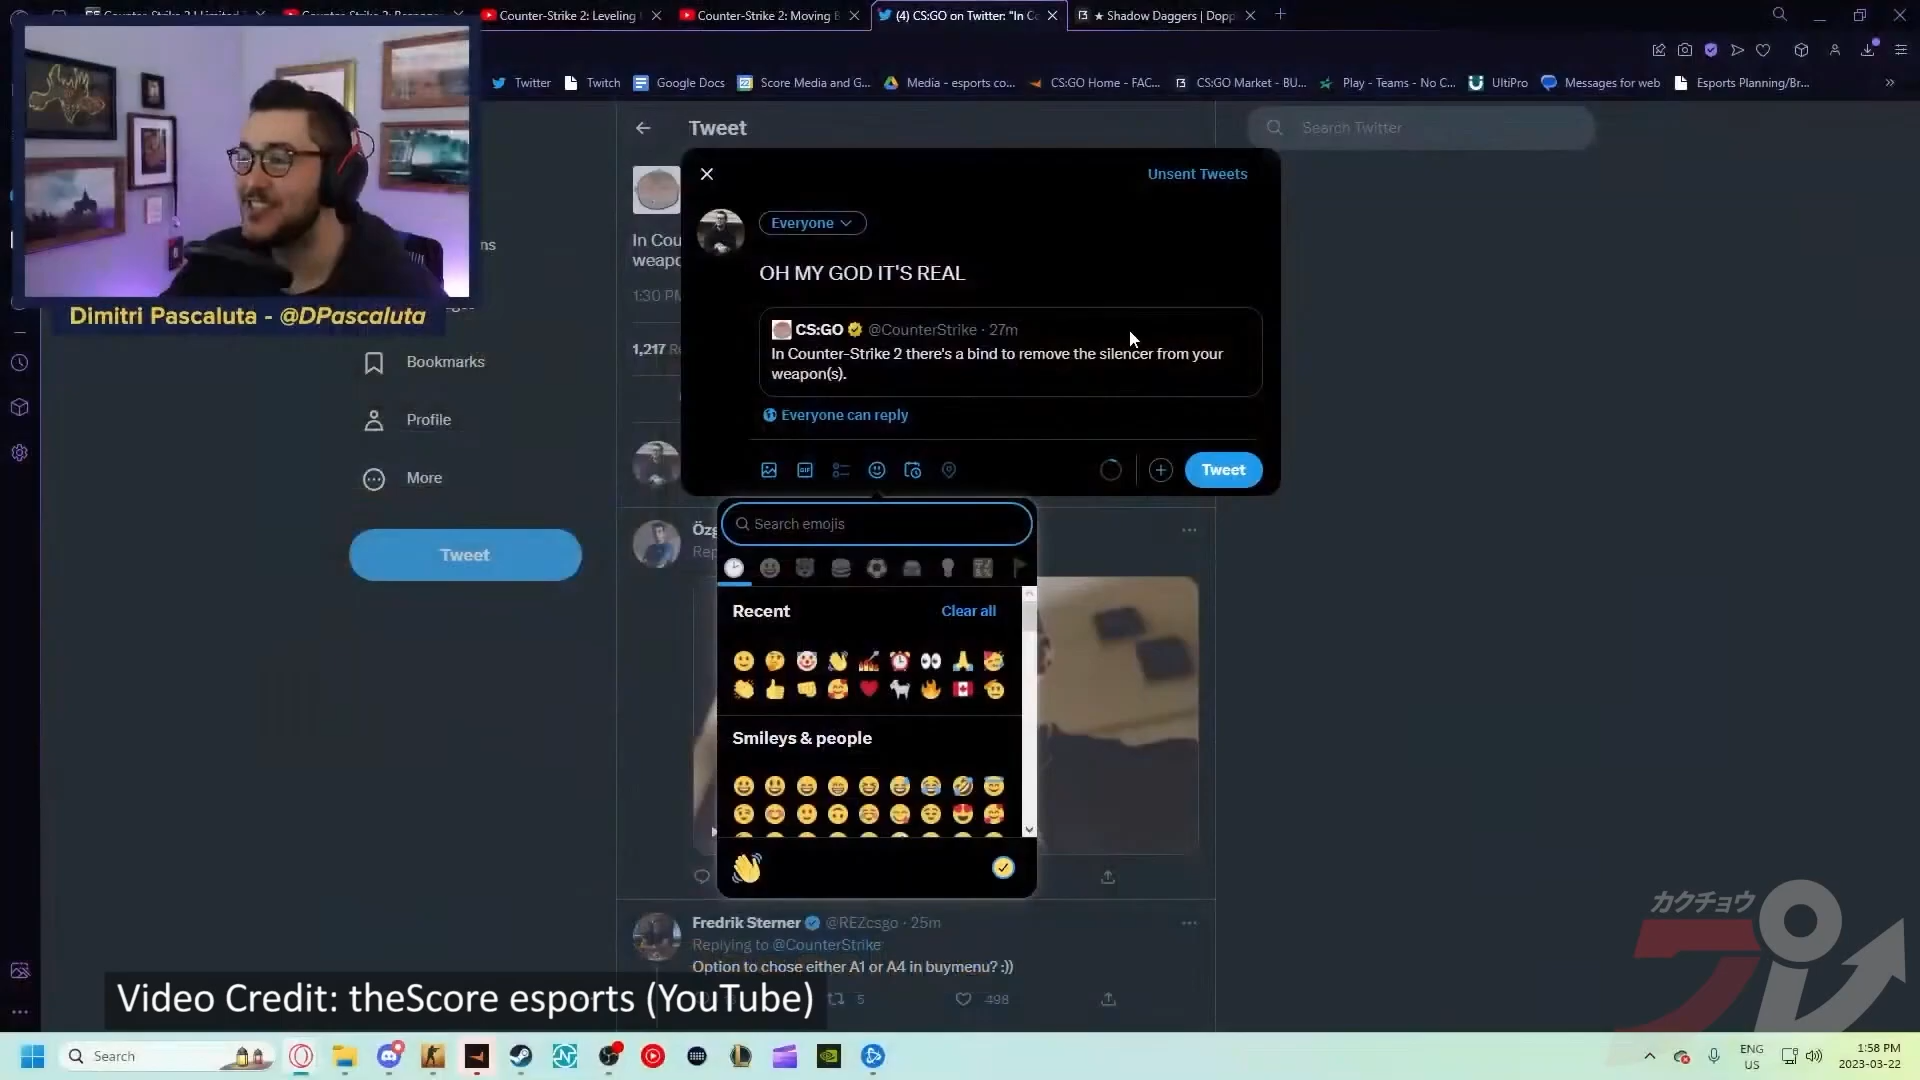 Counter-Strike 2: Leveling
Counter-Strike 2: Moving B
(4) CS:GO on Twitter: "In Co
★ Shadow Daggers | Dopp
Twitter
Twitch
Google Docs
Score Media and G...
Media - esports co...
CS:GO Home - FAC...
CS:GO Market - BU...
Play - Teams - No C...
UltiPro
Messages for web
Esports Planning/Br...
Dimitri Pascaluta - @DPascaluta
Bookmarks
Profile
More
Tweet
Tweet
Search Twitter
In Cou
weapo
1:30 PM
1,217 Re
Unsent Tweets
Everyone
OH MY GOD IT'S REAL
CS:GO @CounterStrike · 27m
In Counter-Strike 2 there's a bind to remove the silencer from your
weapon(s).
Everyone can reply
GIF
Tweet
Özg
Rep
Search emojis
Recent
Clear all
Smileys & people
Fredrik Sterner @REZcsgo · 25m
Replying to @CounterStrike
Option to chose either A1 or A4 in buymenu? :))
5
498
Video Credit: theScore esports (YouTube)
カクチョウ
Search
ENG
US
1:58 PM
2023-03-22